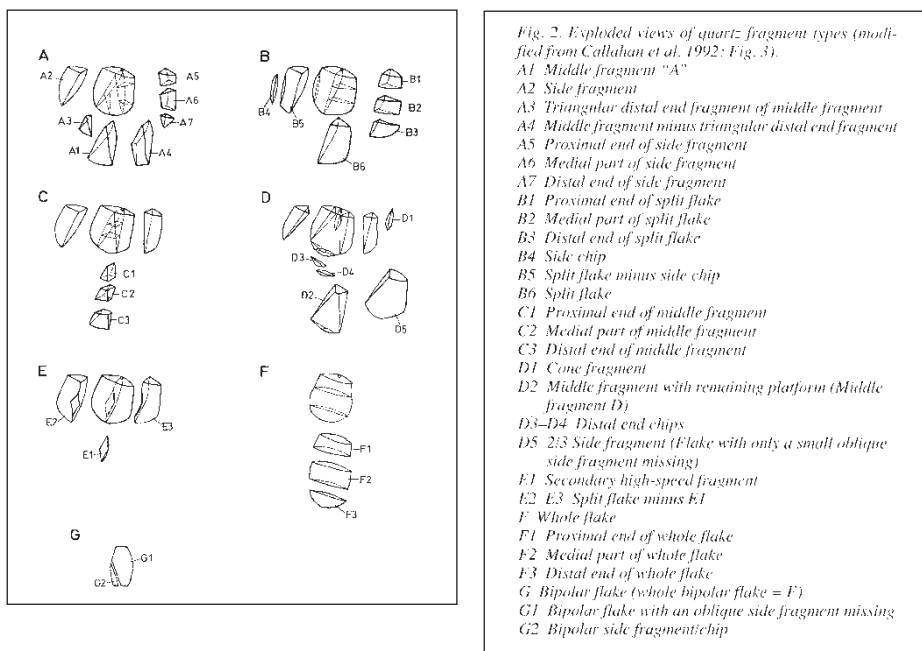 A
A2
A5
A6
A3
A7
A1
A4
B
B1
B4
B2
B5
B3
B6
C
C1
C2
C3
D
D1
D3
D4
D2
D5
E
E2
E3
E1
F
F1
F2
F3
G
G1
G2
Fig. 2. Exploded views of quartz fragment types (modi-
fied from Callahan et al. 1992: Fig. 3).
A1 Middle fragment “A”
A2 Side fragment
A3 Triangular distal end fragment of middle fragment
A4 Middle fragment minus triangular distal end fragment
A5 Proximal end of side fragment
A6 Medial part of side fragment
A7 Distal end of side fragment
B1 Proximal end of split flake
B2 Medial part of split flake
B3 Distal end of split flake
B4 Side chip
B5 Split flake minus side chip
B6 Split flake
C1 Proximal end of middle fragment
C2 Medial part of middle fragment
C3 Distal end of middle fragment
D1 Cone fragment
D2 Middle fragment with remaining platform (Middle
fragment D)
D3–D4 Distal end chips
D5 2/3 Side fragment (Flake with only a small oblique
side fragment missing)
E1 Secondary high-speed fragment
E2 E3 Split flake minus E1
F Whole flake
F1 Proximal end of whole flake
F2 Medial part of whole flake
F3 Distal end of whole flake
G Bipolar flake (whole bipolar flake = F)
G1 Bipolar flake with an oblique side fragment missing
G2 Bipolar side fragment/chip